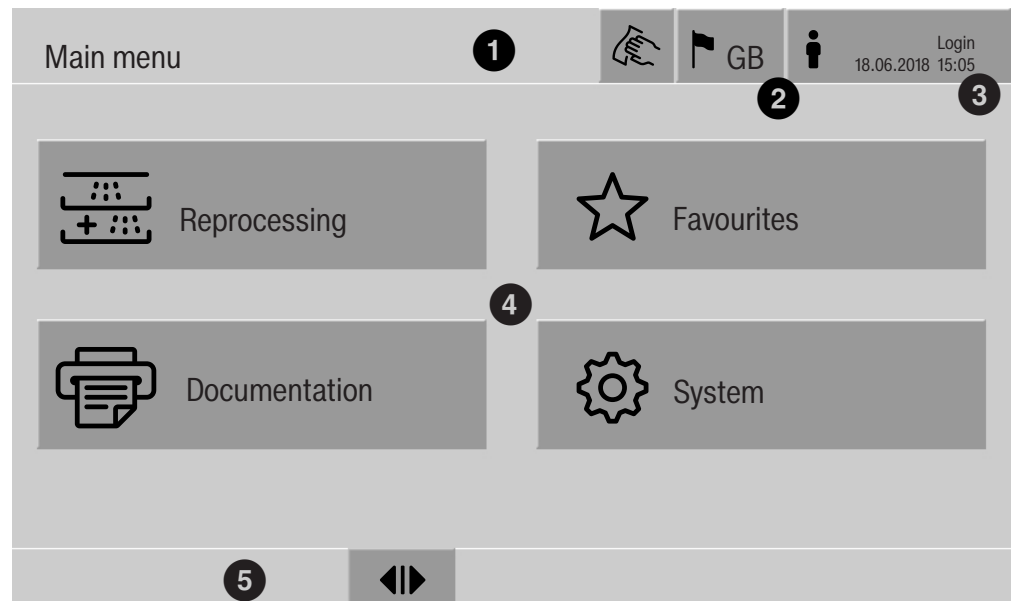 Main menu
1
GB
Login
18.06.2018 15:05
2
3
Reprocessing
Favourites
4
Documentation
System
5